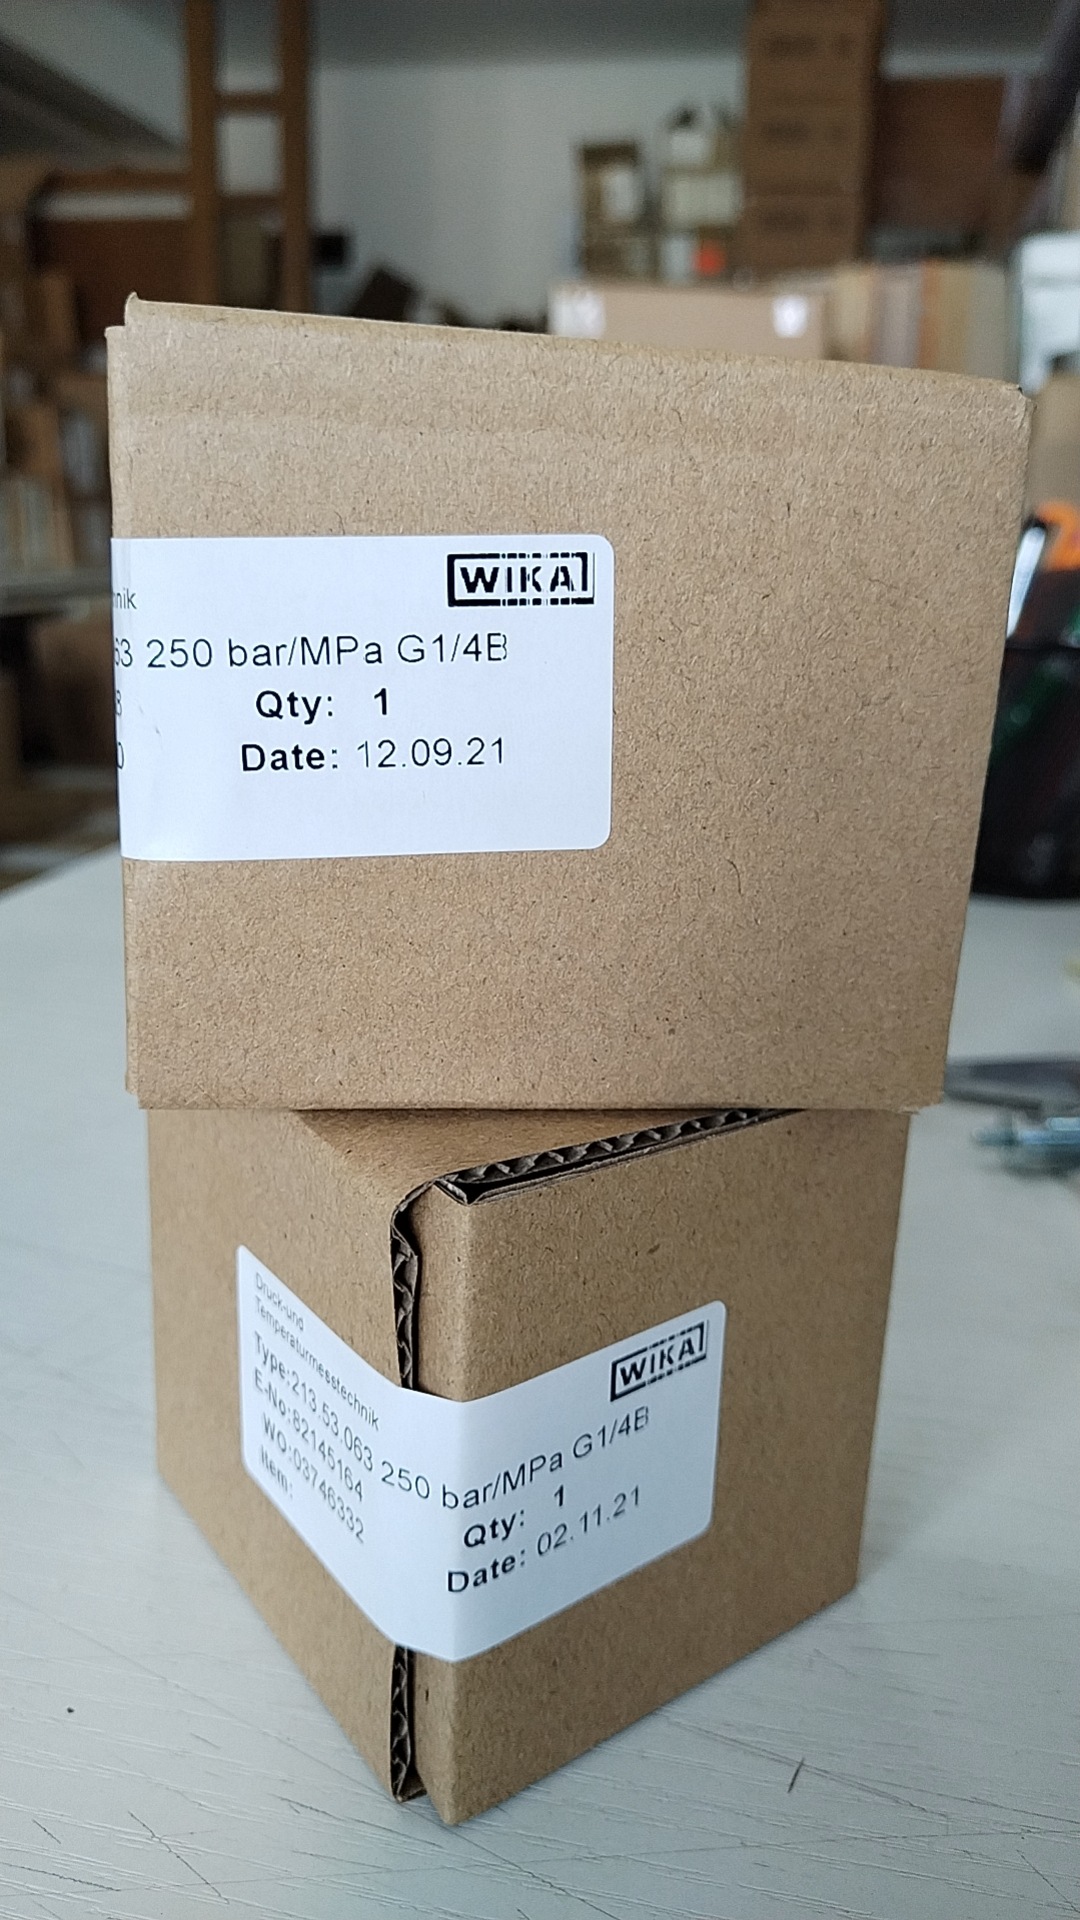 WIKA
hnik
63 250 bar/MPa G1/4B
Qty: 1
Date: 12.09.21
Druck-und
Temperaturmesstechnik
WIKA
Type:213.53.063 250 bar/MPa G1/4B
E-No:82145164
Qty: 1
WO:03746332
Date: 02.11.21
Item: